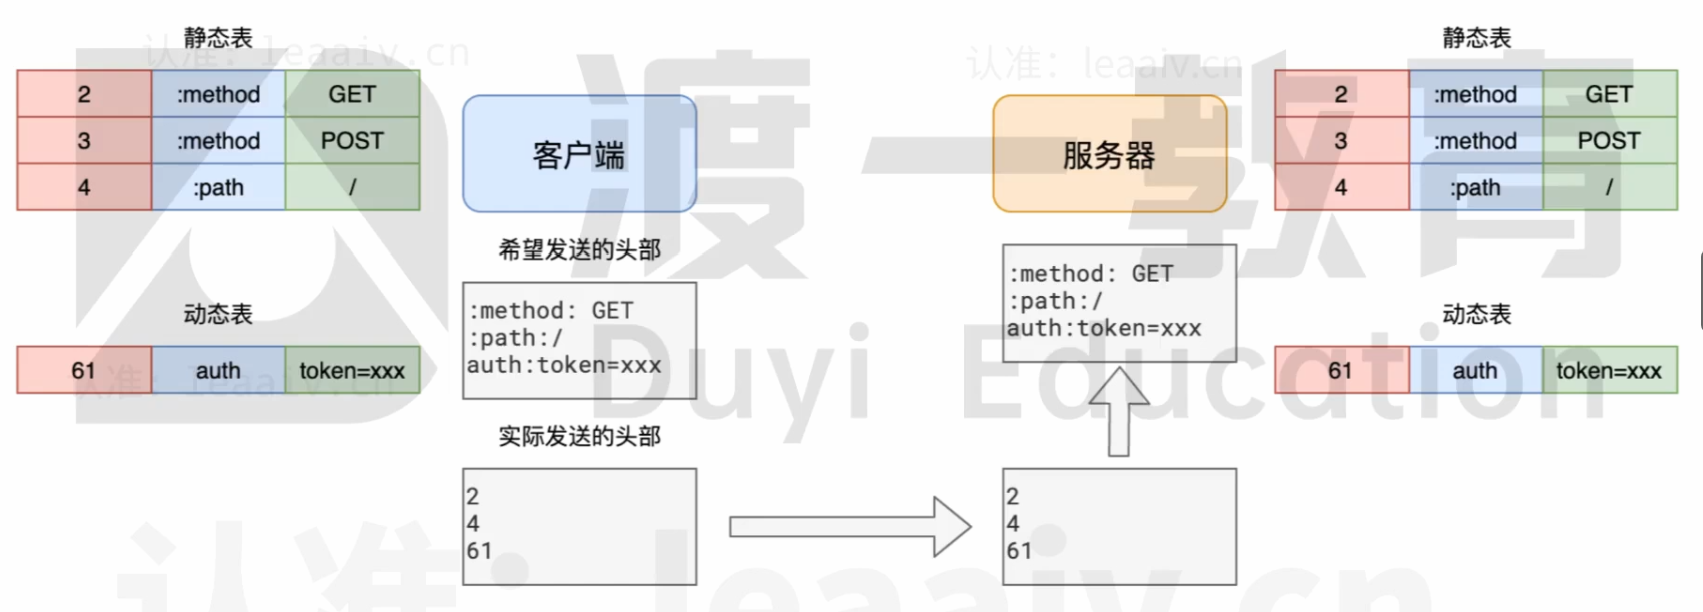 静态表
2 :method GET
3 :method POST
4 :path /
动态表
61 auth token=xxx
客户端
希望发送的头部
:method: GET
:path:/
auth:token=xxx
实际发送的头部
2
4
61
服务器
:method: GET
:path:/
auth:token=xxx
2
4
61
静态表
2 :method GET
3 :method POST
4 :path /
动态表
61 auth token=xxx
渡一教育
Duyi Education
认准：leaaiv.cn
认准：leaaiv.cn
认准：leaaiv.cn
认准：leaaiv.cn